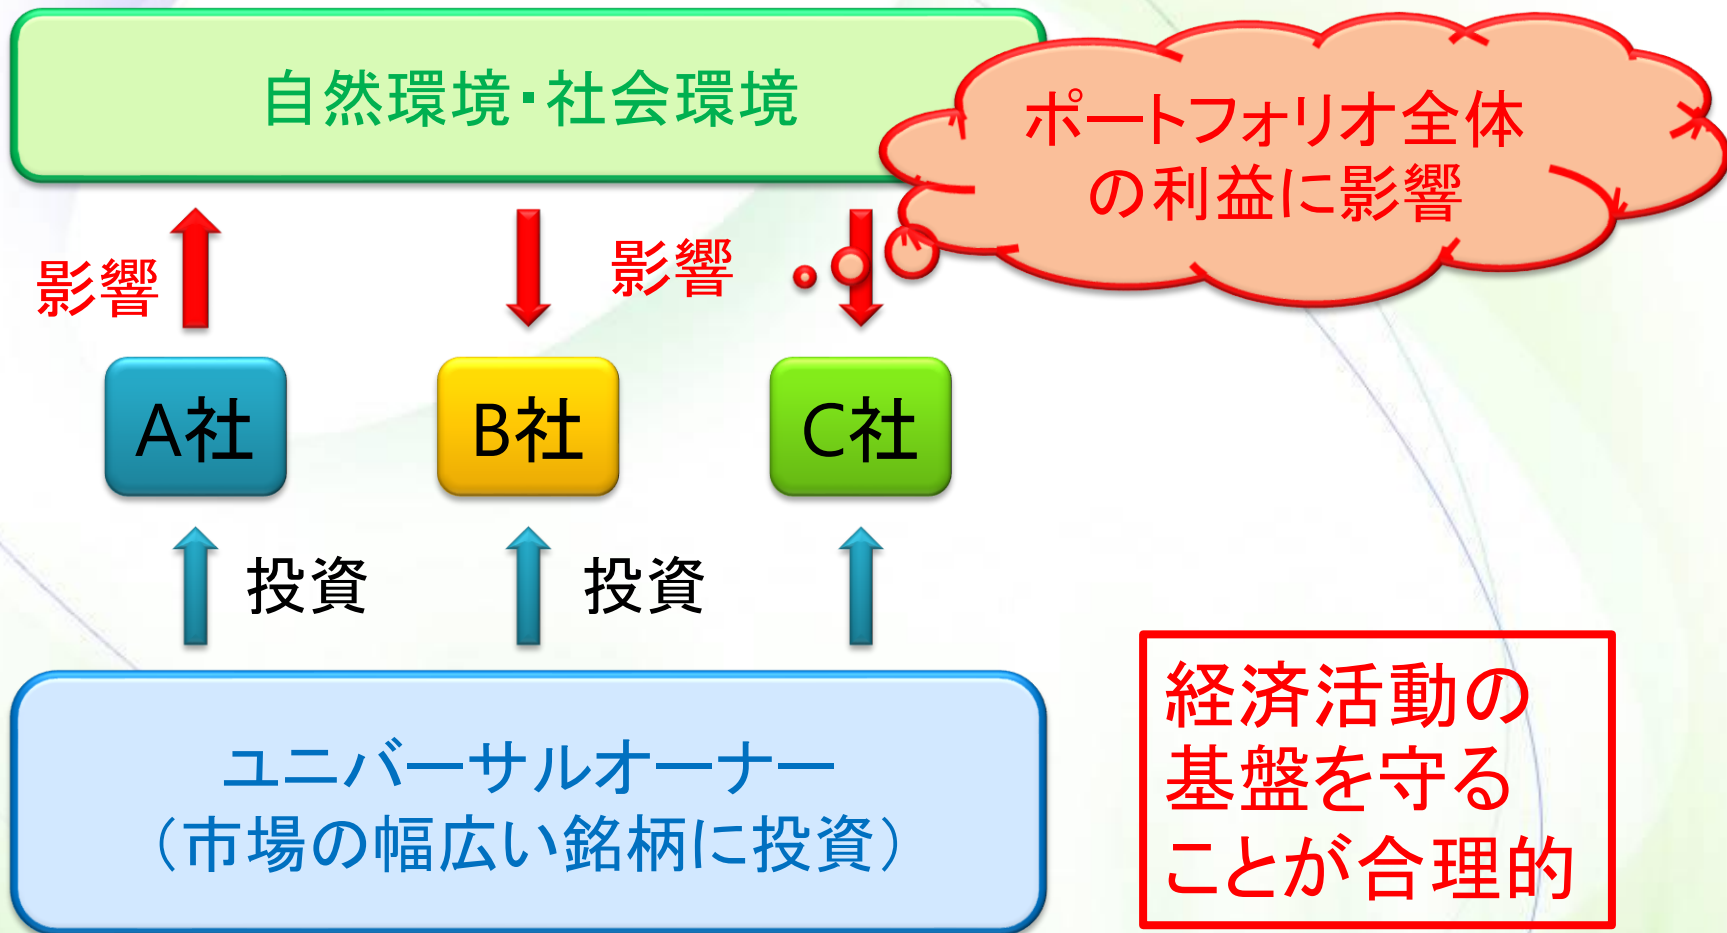 自然環境・社会環境
ポートフォリオ全体
の利益に影響
影響
影響
A社
B社
C社
投資
投資
ユニバーサルオーナー
（市場の幅広い銘柄に投資）
経済活動の
基盤を守る
ことが合理的